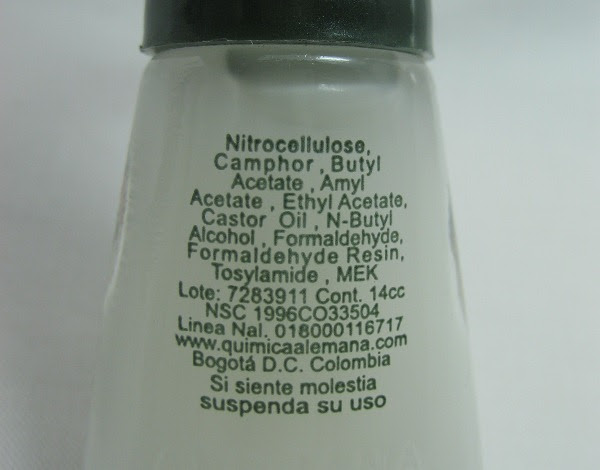 Nitrocellulose,
Camphor , Butyl
Acetate , Amyl
Acetate , Ethyl Acetate,
Castor Oil , N-Butyl
Alcohol , Formaldehyde,
Formaldehyde Resin,
Tosylamide , MEK
Lote: 7283911 Cont. 14cc
NSC 1996CO33504
Linea Nal. 018000116717
www.quimicaalemana.com
Bogotá D.C. Colombia
Si siente molestia
suspenda su uso